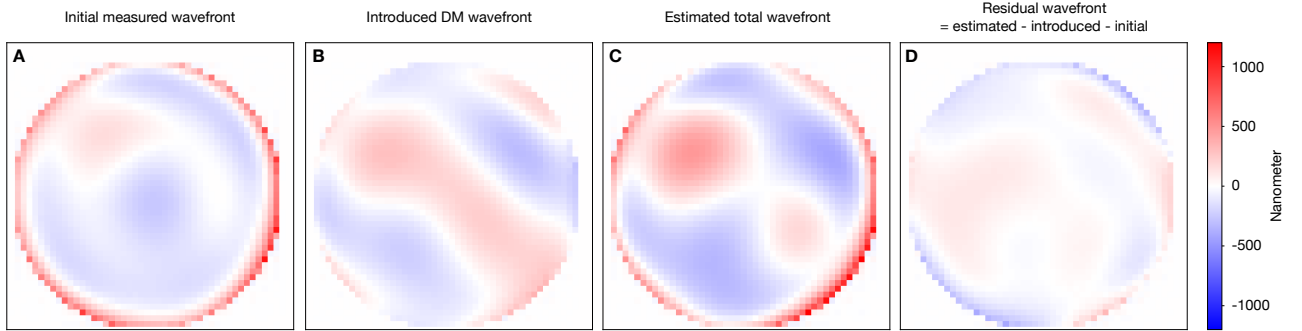 Initial measured wavefront
Introduced DM wavefront
Estimated total wavefront
Residual wavefront
= estimated - introduced - initial
A
B
C
D
1000
500
0
-500
-1000
Nanometer